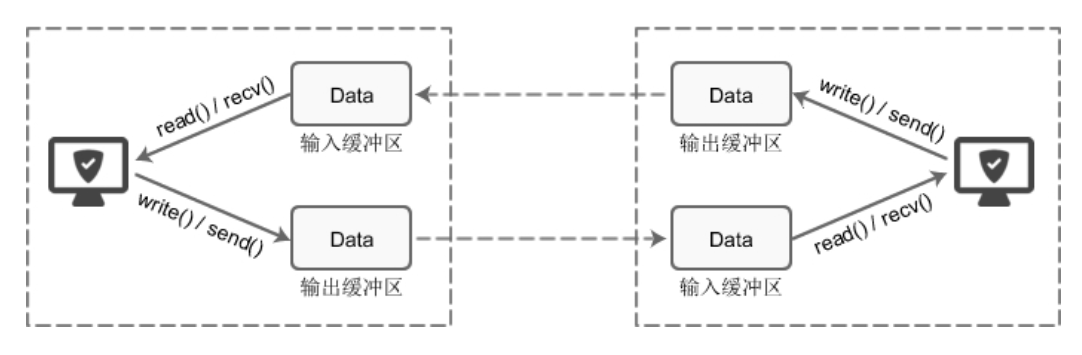 read() / recv()
Data
输入缓冲区
write() / send()
Data
输出缓冲区
Data
输出缓冲区
write() / send()
Data
输入缓冲区
read() / recv()